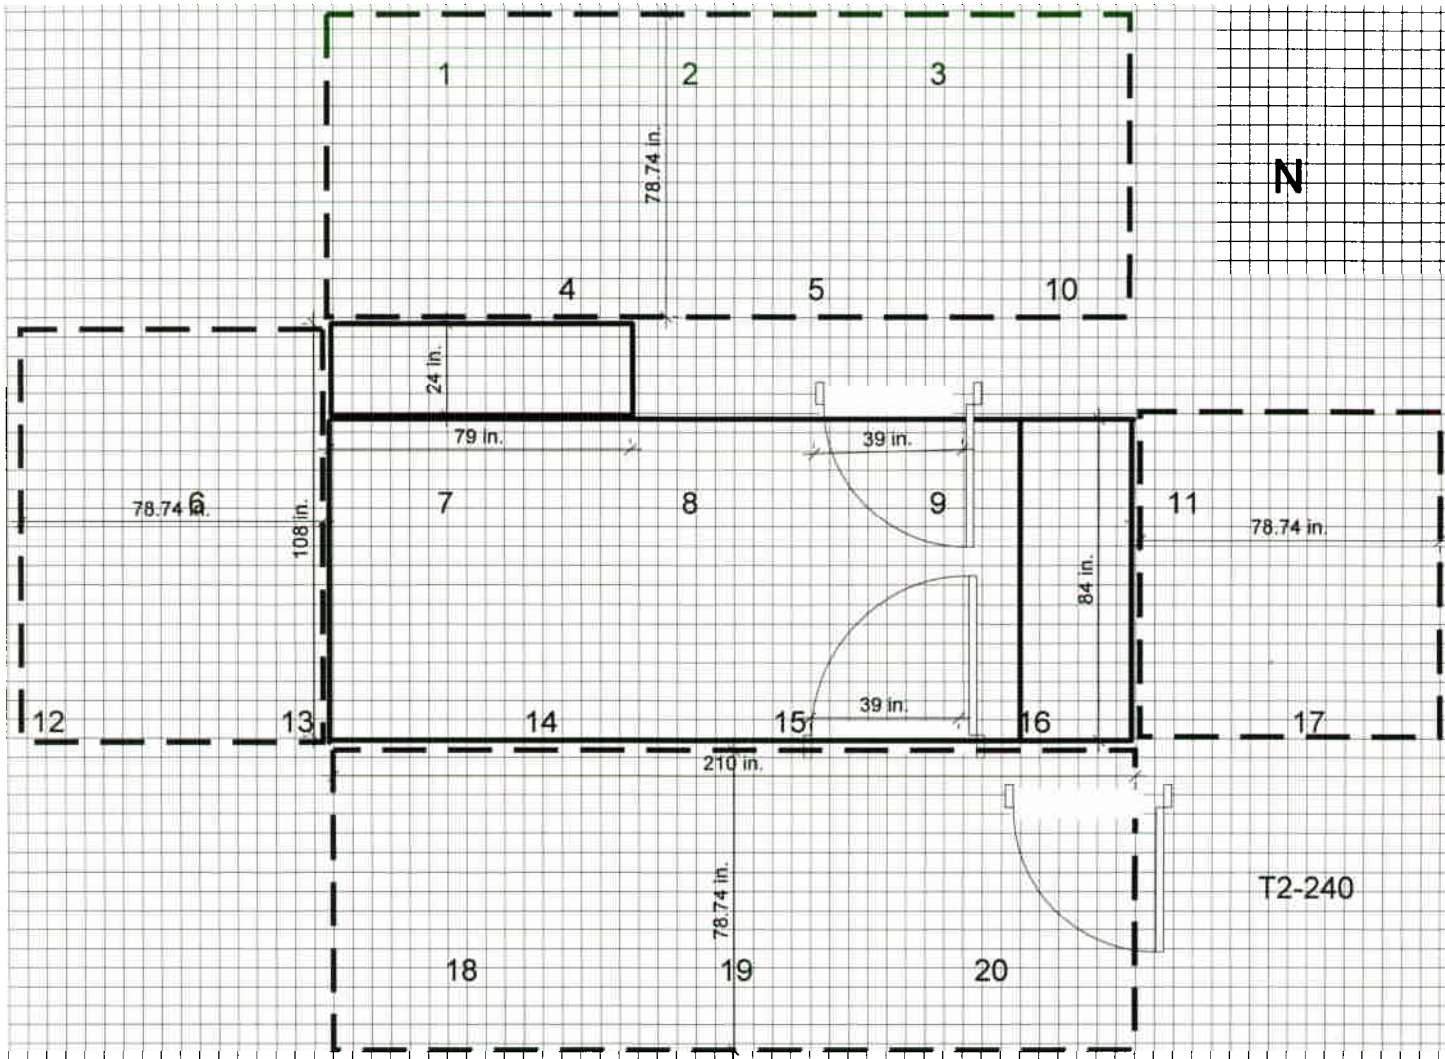 1 2 3
78.74 in.
N
4 5 10
24 in.
79 in. 39 in.
6 7 8 9 11
78.74 in.
108 in.
78.74 in.
84 in.
39 in.
12 13 14 15 16 17
210 in.
78.74 in.
T2-240
18 19 20